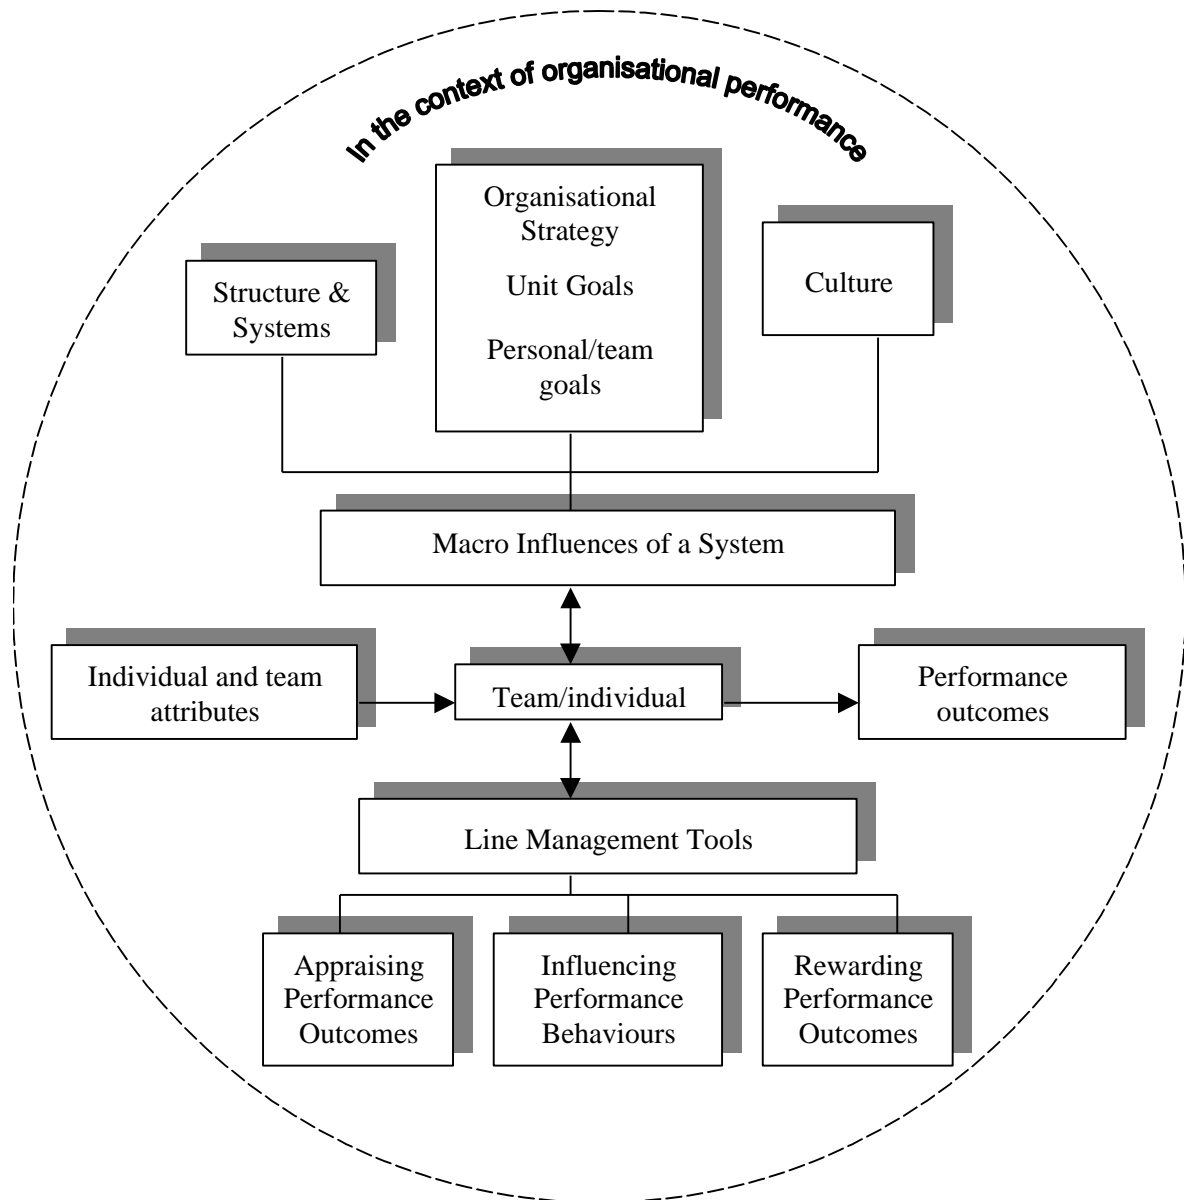 In the context of organisational performance
Organisational
Strategy
Unit Goals
Personal/team
goals
Structure &
Systems
Culture
Macro Influences of a System
Individual and team
attributes
Team/individual
Performance
outcomes
Line Management Tools
Appraising
Performance
Outcomes
Influencing
Performance
Behaviours
Rewarding
Performance
Outcomes